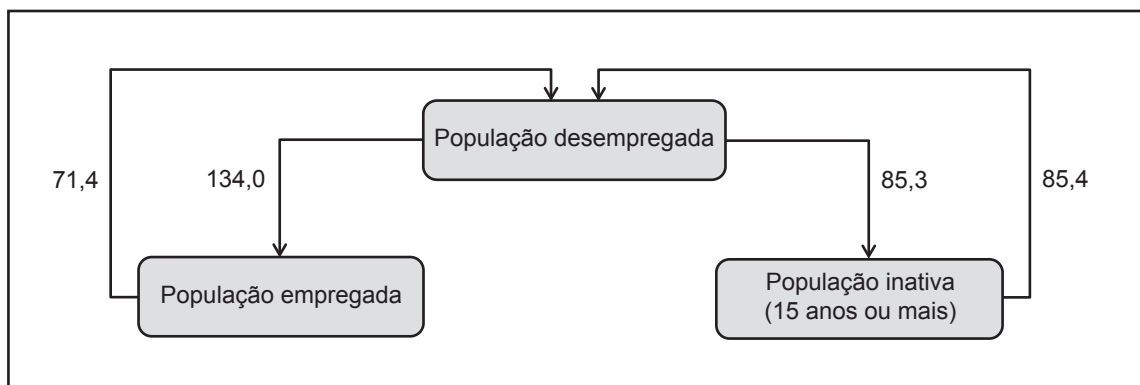 População desempregada
71,4
134,0
85,3
85,4
População empregada
População inativa
(15 anos ou mais)